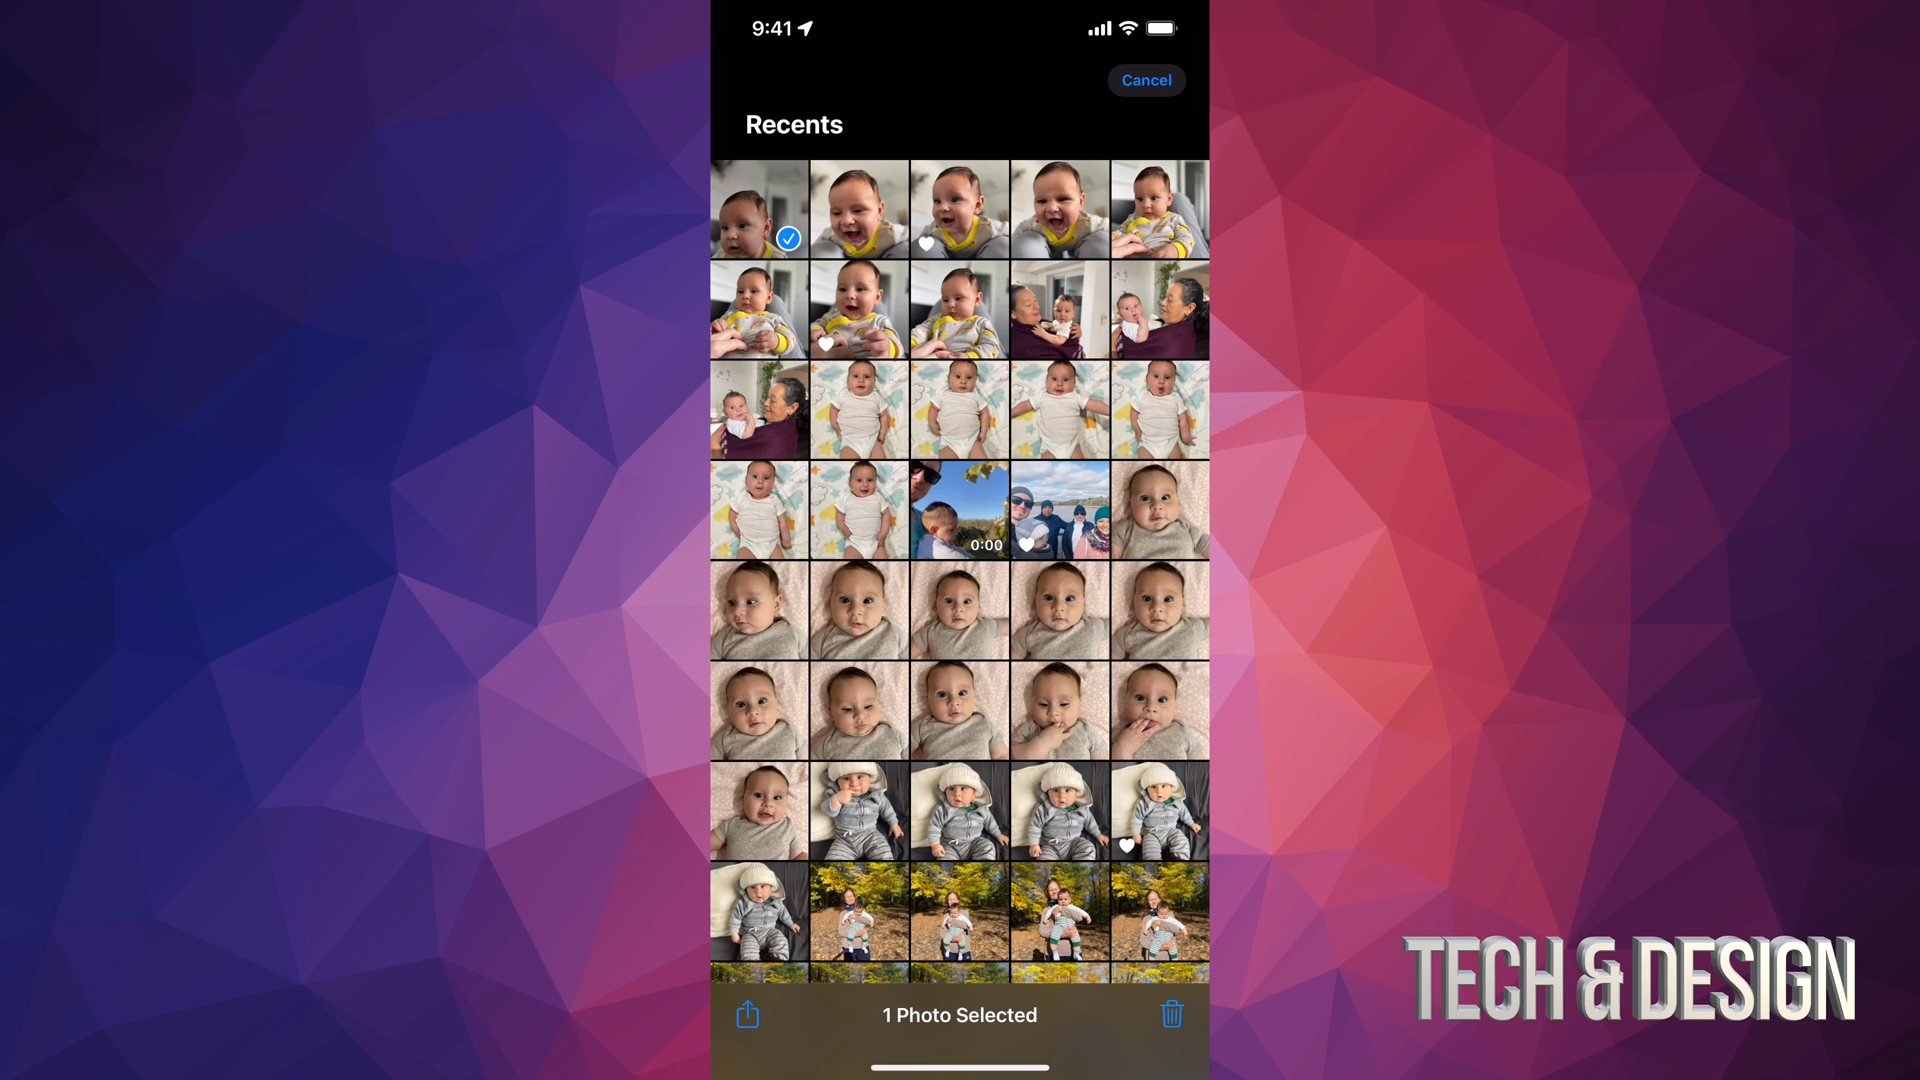 9:41
Cancel
Recents
0:00
1 Photo Selected
TECH & DESIGN